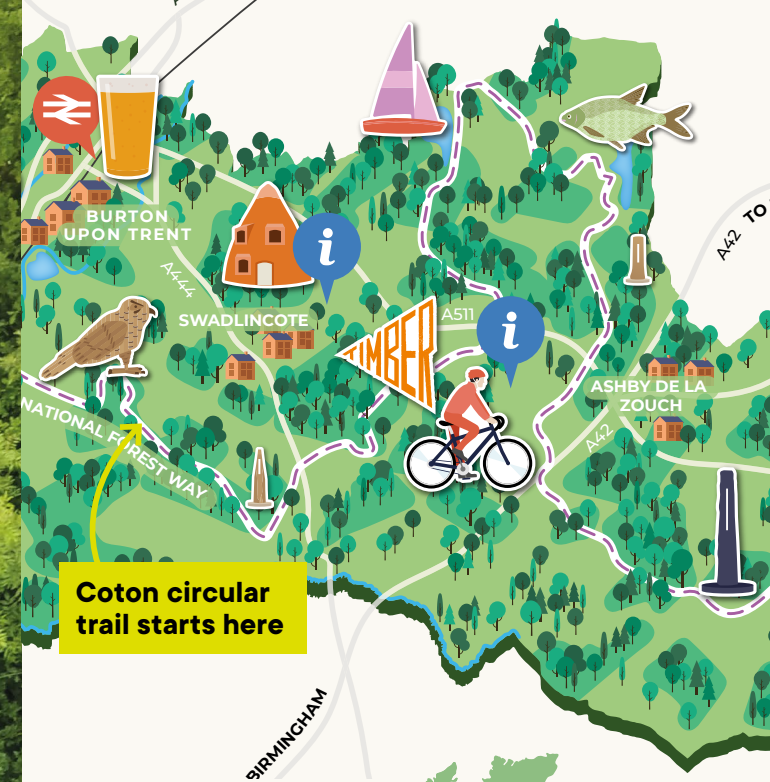 BURTON
UPON TRENT
A444
SWADLINCOTE
i
TIMBER
A511
i
A42
TO
ASHBY DE LA
ZOUCH
A42
NATIONAL FOREST WAY
Coton circular
trail starts here
BIRMINGHAM